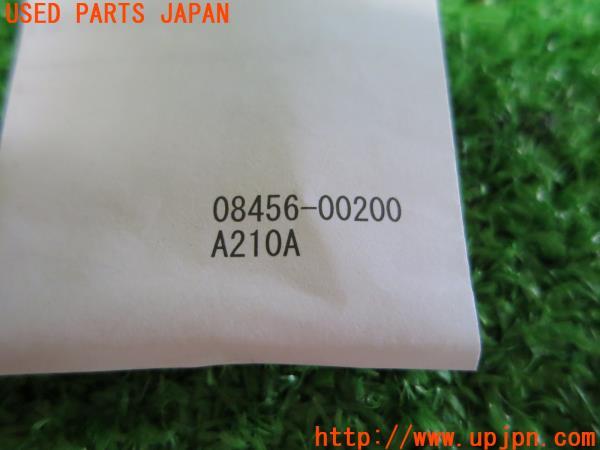 USED PARTS JAPAN
08456-00200
A210A
http://www.upjpn.com